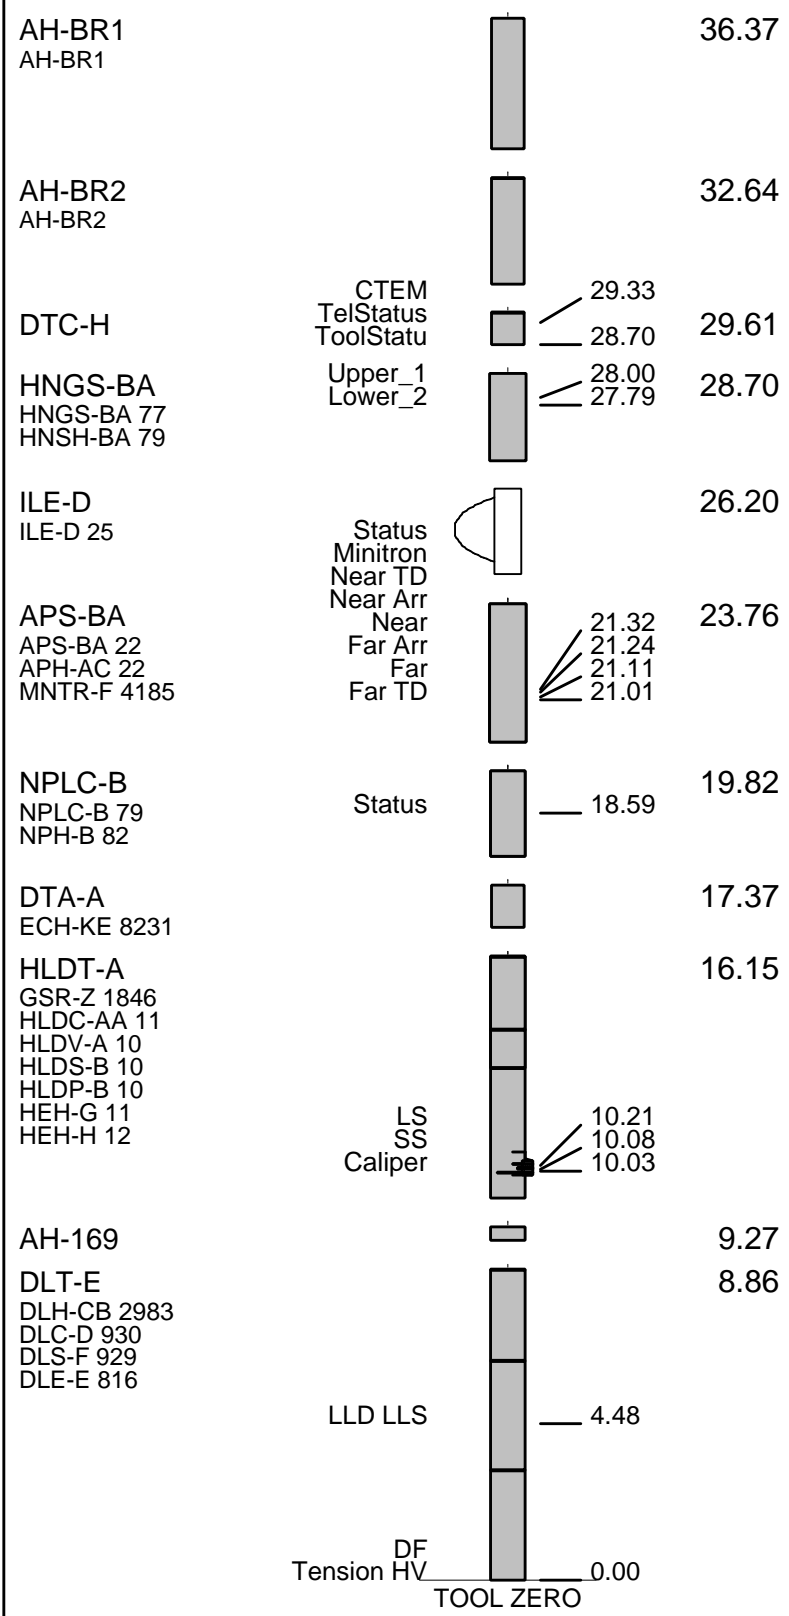 AH-BR1 36.37
AH-BR1
AH-BR2 32.64
AH-BR2
CTEM 29.33
TelStatus
DTC-H ToolStatu 28.70 29.61
HNGS-BA Upper_1 28.00 28.70
Lower_2 27.79
HNGS-BA 77
HNSH-BA 79
ILE-D 26.20
ILE-D 25 Status
Minitron
Near TD
Near Arr
APS-BA Near 21.32 23.76
APS-BA 22 Far Arr 21.24
APH-AC 22 Far 21.11
MNTR-F 4185 Far TD 21.01
NPLC-B 19.82
NPLC-B 79 Status 18.59
NPH-B 82
DTA-A 17.37
ECH-KE 8231
HLDT-A 16.15
GSR-Z 1846
HLDC-AA 11
HLDV-A 10
HLDS-B 10
HLDP-B 10
HEH-G 11 LS 10.21
HEH-H 12 SS 10.08
Caliper 10.03
AH-169 9.27
DLT-E 8.86
DLH-CB 2983
DLC-D 930
DLS-F 929
DLE-E 816
LLD LLS 4.48
DF
Tension HV 0.00
TOOL ZERO